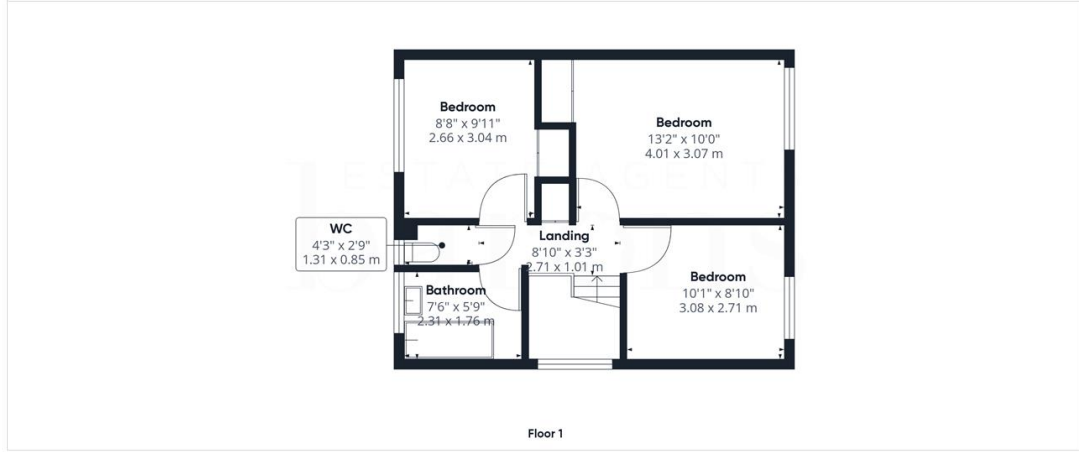 ESTATE AGENT
Bedroom
8'8" x 9'11"
2.66 x 3.04 m
Bedroom
13'2" x 10'0"
4.01 x 3.07 m
WC
4'3" x 2'9"
1.31 x 0.85 m
Landing
8'10" x 3'3"
2.71 x 1.01 m
Bedroom
10'1" x 8'10"
3.08 x 2.71 m
Bathroom
7'6" x 5'9"
2.31 x 1.76 m
Floor 1